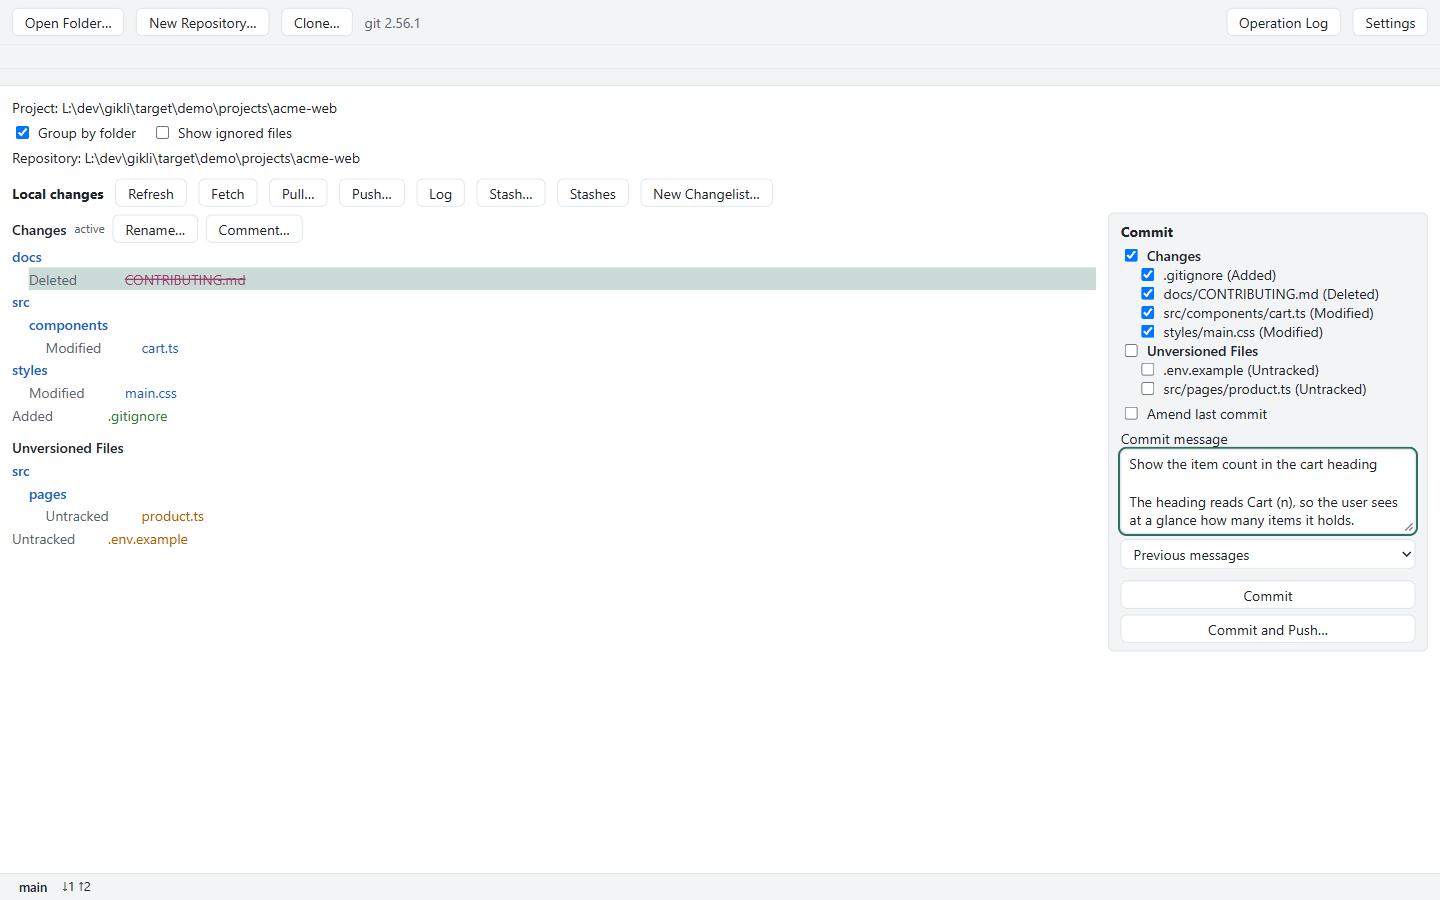 Open Folder... New Repository... Clone... git 2.56.1 Operation Log Settings
Project: L:\dev\gikli\target\demo\projects\acme-web
Group by folder Show ignored files
Repository: L:\dev\gikli\target\demo\projects\acme-web
Local changes Refresh Fetch Pull... Push... Log Stash... Stashes New Changelist...
Changes active Rename... Comment...
docs
Deleted CONTRIBUTING.md
src
components
Modified cart.ts
styles
Modified main.css
Added .gitignore
Unversioned Files
src
pages
Untracked product.ts
Untracked .env.example
Commit
Changes
.gitignore (Added)
docs/CONTRIBUTING.md (Deleted)
src/components/cart.ts (Modified)
styles/main.css (Modified)
Unversioned Files
.env.example (Untracked)
src/pages/product.ts (Untracked)
Amend last commit
Commit message
Show the item count in the cart heading
The heading reads Cart (n), so the user sees
at a glance how many items it holds.
Previous messages
Commit
Commit and Push...
main ↓1 ↑2